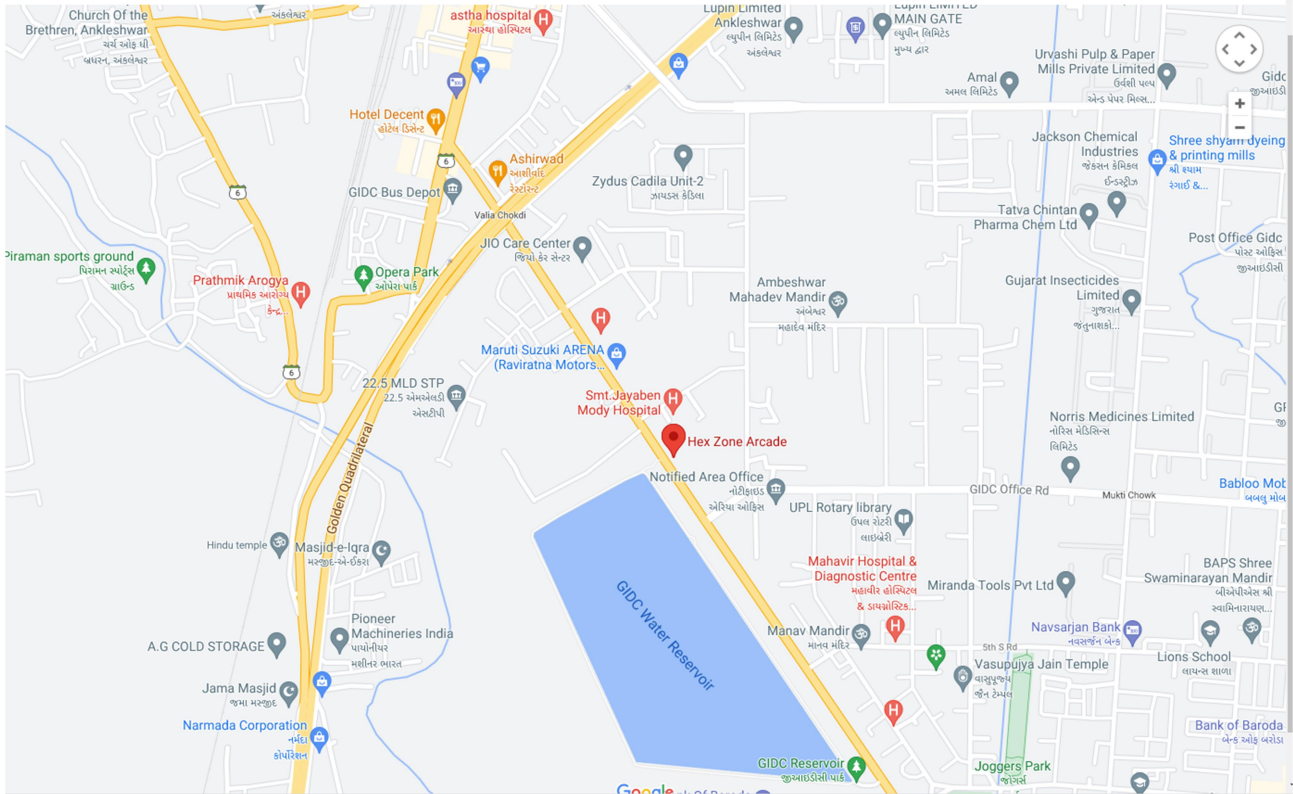 Church Of the
Brethren, Ankleshwar
ચર્ચ ઓફ ધી
બ્રધરન, અંકલેશ્વર
અંકલેશ્વર
astha hospital
આસ્થા હોસ્પિટલ
Lupin Limited
Ankleshwar
લ્યુપીન લિમિટેડ
અંકલેશ્વર
Lupin LIMITED
MAIN GATE
લ્યુપીન લિમિટેડ
મુખ્ય દ્વાર
Urvashi Pulp & Paper
Mills Private Limited
ઉર્વશી પલ્પ
એન્ડ પેપર મિલ્સ...
Amal
અમલ લિમિટેડ
Gidc
જીઆઇડી
+
−
Hotel Decent
હોટેલ ડિસેન્ટ
6
Ashirwad
આશીર્વાદ
રેસ્ટોરન્ટ
GIDC Bus Depot
Valia Chokdi
6
Zydus Cadila Unit-2
ઝાયડસ કેડિલા
Jackson Chemical
Industries
જેકસન કેમિકલ
ઈન્ડસ્ટ્રીઝ
Shree shyam dyeing
& printing mills
શ્રી શ્યામ
રંગાઈ &...
Tatva Chintan
Pharma Chem Ltd
Post Office Gidc
પોસ્ટ ઓફિસ
જીઆઇડીસી
JIO Care Center
જિયો કેર સેન્ટર
Piraman sports ground
પિરામન સ્પોર્ટ્સ
ગ્રાઉન્ડ
Prathmik Arogya
પ્રાથમિક આરોગ્ય
કેન્દ્ર...
Opera Park
ઓપેરા પાર્ક
Ambeshwar
Mahadev Mandir
અંબેશ્વર
મહાદેવ મંદિર
Gujarat Insecticides
Limited
ગુજરાત
જંતુનાશકો...
6
Maruti Suzuki ARENA
(Raviratna Motors...
22.5 MLD STP
22.5 એમએલડી
એસટીપી
Smt.Jayaben
Mody Hospital
Hex Zone Arcade
Norris Medicines Limited
નોરિસ મેડિસિન્સ
લિમિટેડ
Golden Quadrilateral
Notified Area Office
નોટીફાઇડ
એરિયા ઓફિસ
GIDC Office Rd
Mukti Chowk
Babloo Mot
બબલુ મોબ
UPL Rotary library
ઉપલ રોટરી
લાઇબ્રેરી
Hindu temple
Masjid-e-Iqra
મસ્જીદ-એ-ઈકરા
GIDC Water Reservoir
Mahavir Hospital &
Diagnostic Centre
મહાવીર હોસ્પિટલ
& ડાયગ્નોસ્ટિક...
Miranda Tools Pvt Ltd
BAPS Shree
Swaminarayan Mandir
બીએપીએસ શ્રી
સ્વામિનારાયણ...
A.G COLD STORAGE
Pioneer
Machineries India
પાયોનીયર
મશીનર ભારત
Manav Mandir
માનવ મંદિર
Navsarjan Bank
નવસર્જન બેન્ક
5th S Rd
Lions School
લાયન્સ શાળા
Vasupujya Jain Temple
વાસુપૂજ્ય
જૈન ટેમ્પલ
Jama Masjid
જમા મસ્જીદ
Narmada Corporation
નર્મદા
કોર્પોરેશન
Bank of Baroda
બેન્ક ઓફ બરોડા
GIDC Reservoir
જીઆઇડીસી પાર્ક
Joggers Park
જોગર્સ
Google